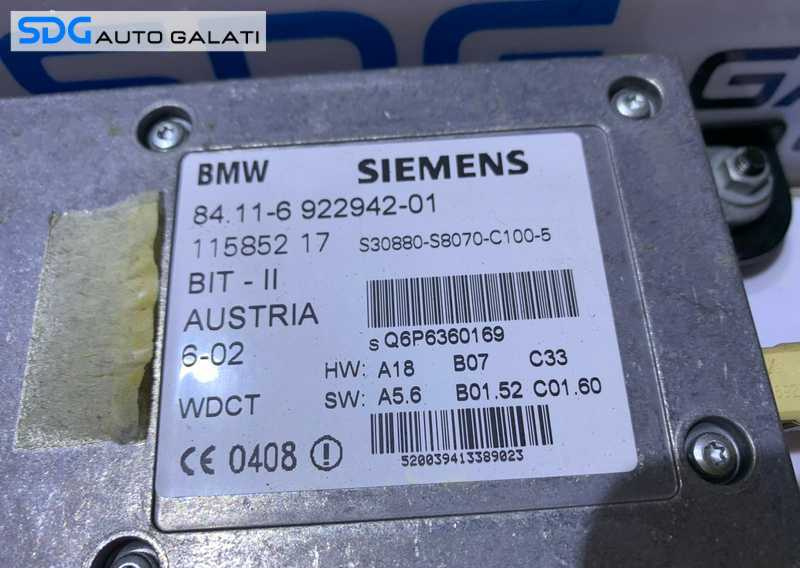 SDG AUTO GALATI
BMW SIEMENS
84.11-6 922942-01
115852 17 S30880-S8070-C100-5
BIT - II
AUSTRIA
S Q6P6360169
6-02
HW: A18 B07 C33
WDCT SW: A5.6 B01.52 C01.60
CE 0408
520039413389023